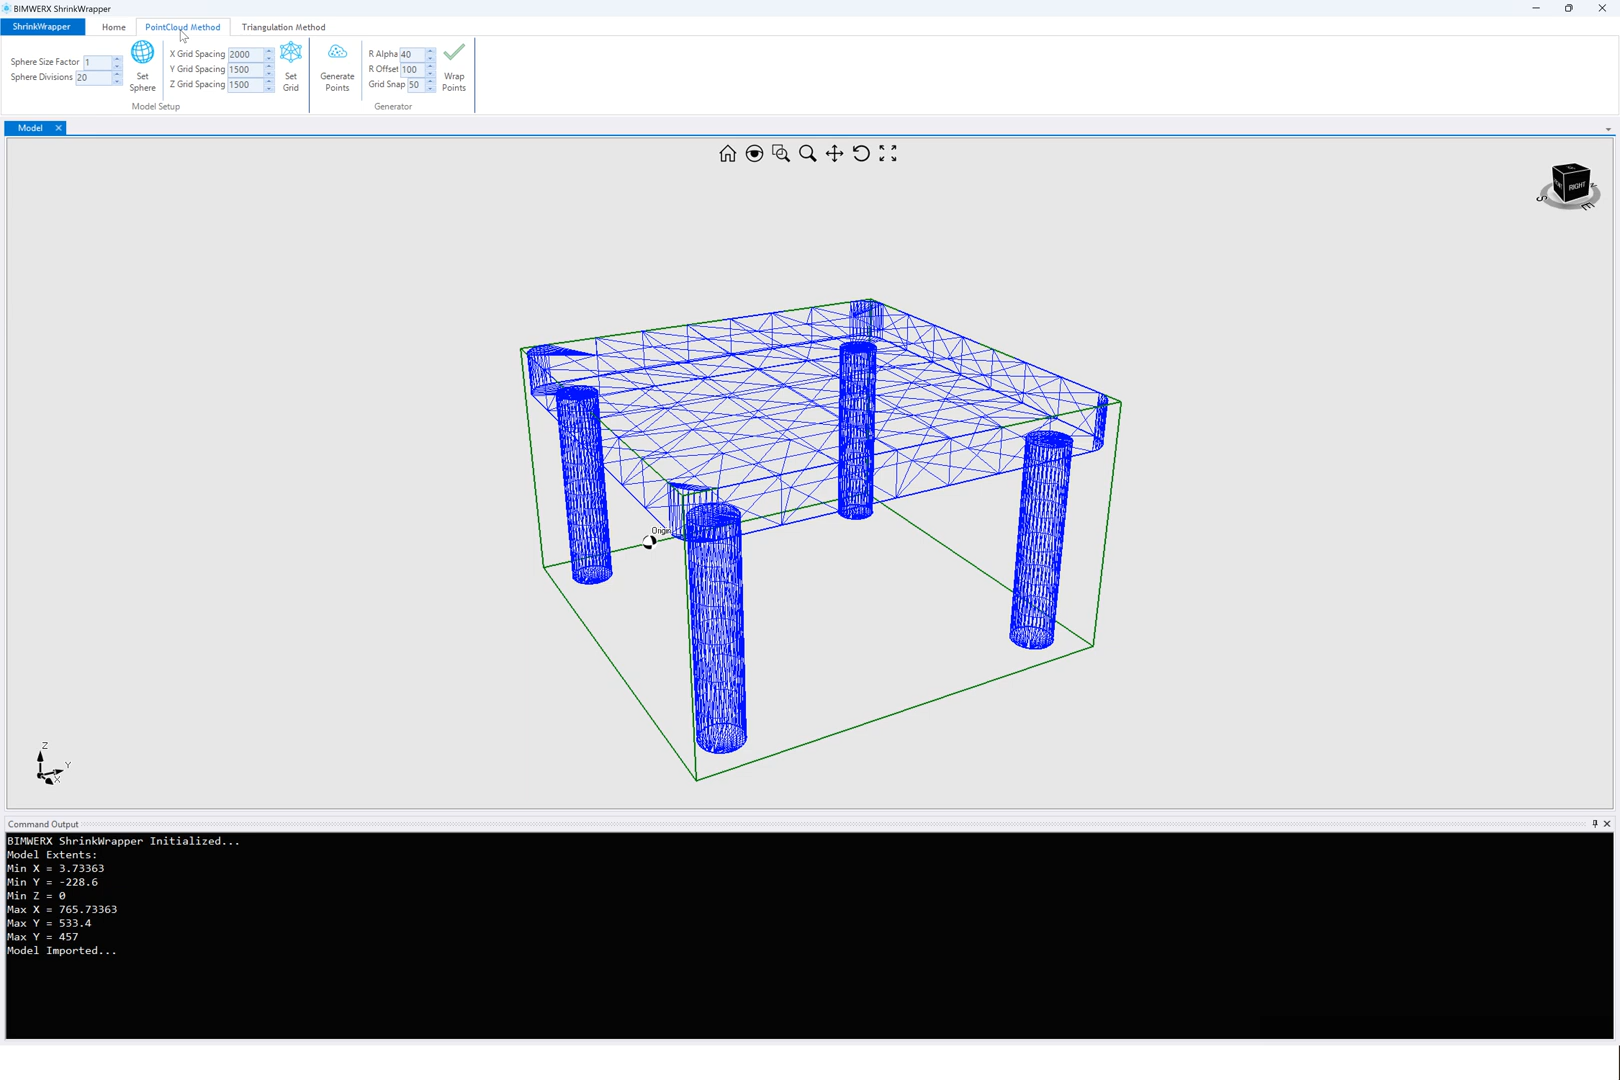 BIMWERX ShrinkWrapper
ShrinkWrapper Home PointCloud Method Triangulation Method
Sphere Size Factor 1
Sphere Divisions 20
Set Sphere
X Grid Spacing 2000
Y Grid Spacing 1500
Z Grid Spacing 1500
Set Grid
Model Setup
Generate Points
R Alpha 40
R Offset 100
Grid Snap 50
Wrap Points
Generator
Model
RIGHT
S
E
Origin
Z
Y
X
Command Output
BIMWERX ShrinkWrapper Initialized...
Model Extents:
Min X = 3.73363
Min Y = -228.6
Min Z = 0
Max X = 765.73363
Max Y = 533.4
Max Y = 457
Model Imported...